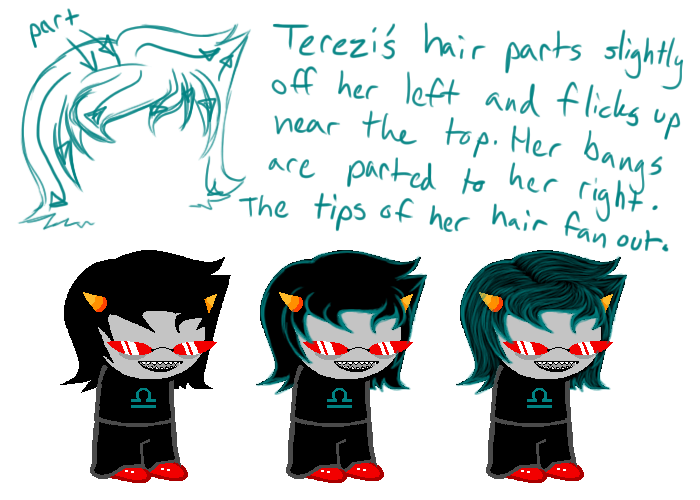 part
Terezi's hair parts slightly
off her left and flicks up
near the top. Her bangs
are parted to her right.
The tips of her hair fan out.